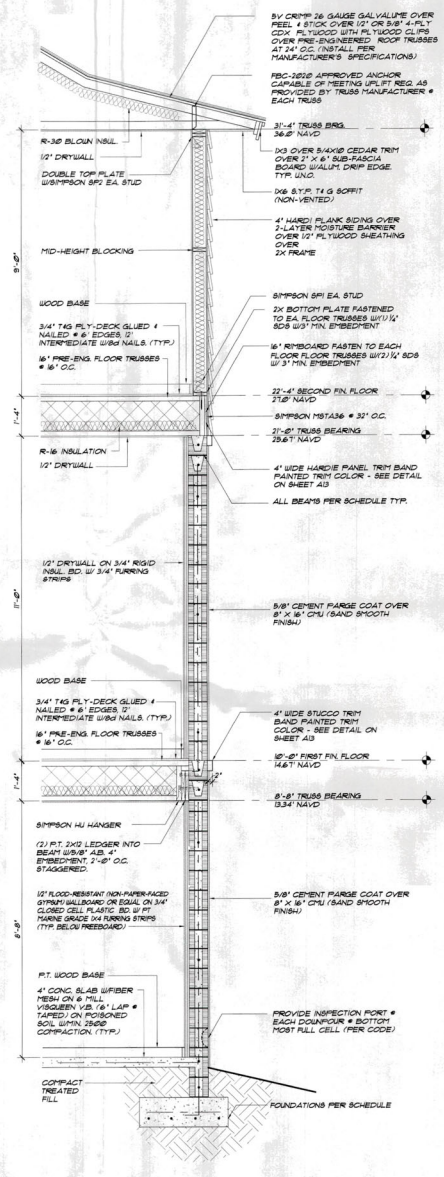 5V CRIMP 26 GAUGE GALVALUME OVER
PEEL & STICK OVER 1/2" OR 5/8" 4-PLY
CDX PLYWOOD WITH PLYWOOD CLIPS
OVER PRE-ENGINEERED ROOF TRUSSES
AT 24" O.C. (INSTALL PER
MANUFACTURER'S SPECIFICATIONS)
FBC-2020 APPROVED ANCHOR
CAPABLE OF MEETING UPLIFT REQ. AS
PROVIDED BY TRUSS MANUFACTURER @
EACH TRUSS
31'-4" TRUSS BRG.
36.0' NAVD
R-30 BLOWN INSUL.
1/2" DRYWALL
DOUBLE TOP PLATE
W/SIMPSON SP2 EA. STUD
1X3 OVER 5/4X10 CEDAR TRIM
OVER 2" X 6" SUB-FASCIA
BOARD W/ALUM. DRIP EDGE.
TYP. U.N.O.
1X6 S.Y.P. T&G SOFFIT
(NON-VENTED)
4" HARDI PLANK SIDING OVER
2-LAYER MOISTURE BARRIER
OVER 1/2" PLYWOOD SHEATHING
OVER
2X FRAME
MID-HEIGHT BLOCKING
9'-0"
WOOD BASE
3/4" T&G PLY-DECK GLUED &
NAILED @ 6" EDGES, 12"
INTERMEDIATE W/8d NAILS. (TYP.)
16" PRE-ENG. FLOOR TRUSSES
@ 16" O.C.
SIMPSON SP1 EA. STUD
2X BOTTOM PLATE FASTENED
TO EA. FLOOR TRUSSES W/(1) 1/4"
SDS W/3" MIN. EMBEDMENT
16" RIMBOARD FASTEN TO EACH
FLOOR FLOOR TRUSSES W/(2) 1/4" SDS
W/ 3" MIN. EMBEDMENT
22'-4" SECOND FIN. FLOOR
27.0' NAVD
SIMPSON MSTA36 @ 32" O.C.
1'-4"
21'-0" TRUSS BEARING
25.67' NAVD
R-16 INSULATION
1/2" DRYWALL
4" WIDE HARDIE PANEL TRIM BAND
PAINTED TRIM COLOR - SEE DETAIL
ON SHEET A13
ALL BEAMS PER SCHEDULE TYP.
11'-0"
1/2" DRYWALL ON 3/4" RIGID
INSUL. BD. W/ 3/4" FURRING
STRIPS
5/8" CEMENT PARGE COAT OVER
8" X 16" CMU (SAND SMOOTH
FINISH)
WOOD BASE
3/4" T&G PLY-DECK GLUED &
NAILED @ 6" EDGES, 12"
INTERMEDIATE W/8d NAILS. (TYP.)
16" PRE-ENG. FLOOR TRUSSES
@ 16" O.C.
4" WIDE STUCCO TRIM
BAND PAINTED TRIM
COLOR - SEE DETAIL ON
SHEET A13
10'-0" FIRST FIN. FLOOR
14.67' NAVD
2"
1'-4"
8'-8" TRUSS BEARING
13.34' NAVD
SIMPSON HU HANGER
(2) P.T. 2X12 LEDGER INTO
BEAM W/5/8" A.B. 4"
EMBEDMENT, 2'-0" O.C.
STAGGERED.
1/2" FLOOD-RESISTANT (NON-PAPER-FACED
GYPSUM) WALLBOARD OR EQUAL ON 3/4"
CLOSED CELL PLASTIC. BD. W/ PT
MARINE GRADE 1X4 FURRING STRIPS
(TYP. BELOW FREEBOARD)
5/8" CEMENT PARGE COAT OVER
8" X 16" CMU (SAND SMOOTH
FINISH)
8'-8"
P.T. WOOD BASE
4" CONC. SLAB W/FIBER
MESH ON 6 MILL
VISQUEEN V.B. (6" LAP @
TAPED) ON POISONED
SOIL W/MIN. 2500
COMPACTION. (TYP.)
PROVIDE INSPECTION PORT @
EACH DOWNPOUR @ BOTTOM
MOST FULL CELL (PER CODE)
COMPACT
TREATED
FILL
FOUNDATIONS PER SCHEDULE